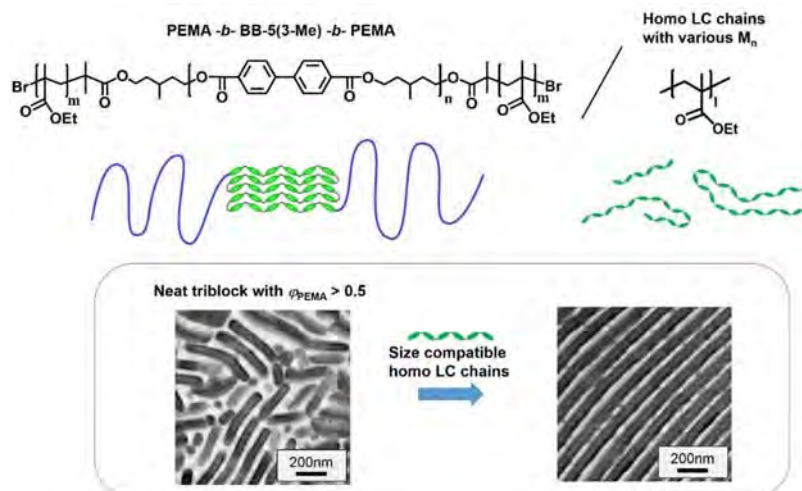 PEMA -b- BB-5(3-Me) -b- PEMA
Homo LC chains
with various Mn
Br
m
O
O
OEt
O
O
O
O
O
n
O
O
m
Br
O
OEt
l
O
OEt
Neat triblock with φPEMA > 0.5
Size compatible
homo LC chains
200nm
200nm